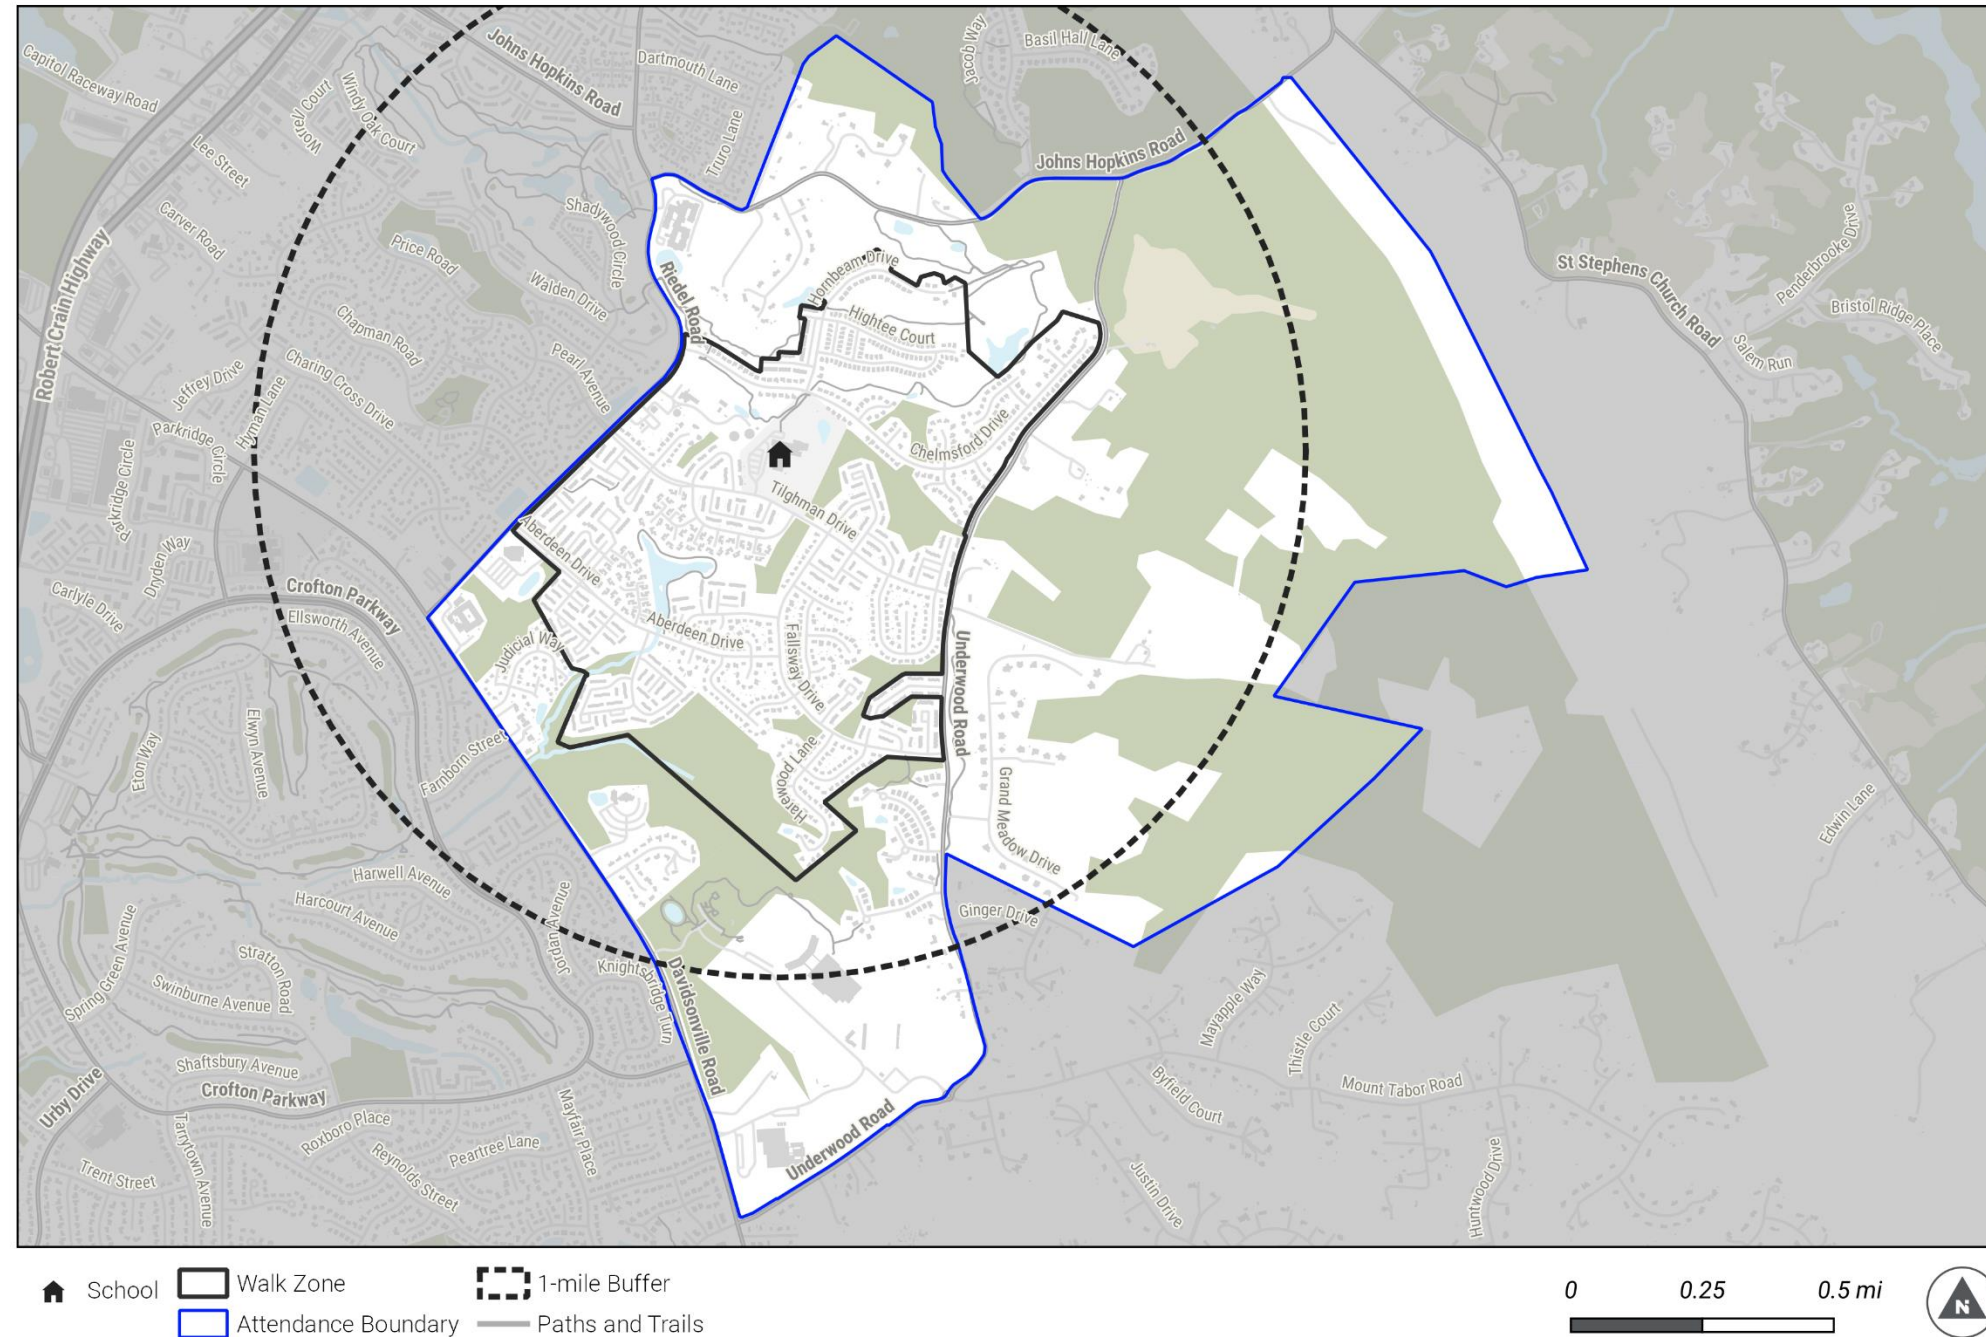 Johns Hopkins Road
Dartmouth Lane
Jacob Way
Basil Hall Lane
Capitol Raceway Road
Worrel Court
Windy Oak Court
Truro Lane
Lee Street
Johns Hopkins Road
Carver Road
Shadywood Circle
Price Road
Riedel Road
Walden Drive
Hornbeam Drive
St Stephens Church Road
Penderbrooke Drive
Bristol Ridge Place
Salem Run
Robert Crain Highway
Chapman Road
Hightee Court
Charing Cross Drive
Pearl Avenue
Jeffrey Drive
Hyman Lane
Parkridge Circle
Parkridge Circle
Chelmsford Drive
Tilghman Drive
Aberdeen Drive
Dryden Way
Carlyle Drive
Crofton Parkway
Ellsworth Avenue
Judicial Way
Aberdeen Drive
Fallsway Drive
Underwood Road
Eton Way
Elwyn Avenue
Farnborn Street
Harewood Lane
Grand Meadow Drive
Edwin Lane
Harwell Avenue
Harcourt Avenue
Jordan Avenue
Ginger Drive
Spring Green Avenue
Stratton Road
Swinburne Avenue
Knightsbridge Turn
Davidsonville Road
Mayapple Way
Thistle Court
Shaftsbury Avenue
Crofton Parkway
Urby Drive
Byfield Court
Mount Tabor Road
Tarrytown Avenue
Roxboro Place
Mayfair Place
Underwood Road
Peartree Lane
Reynolds Street
Trent Street
Justin Drive
Huntwood Drive
School
Walk Zone
1-mile Buffer
Attendance Boundary
Paths and Trails
0 0.25 0.5 mi
N